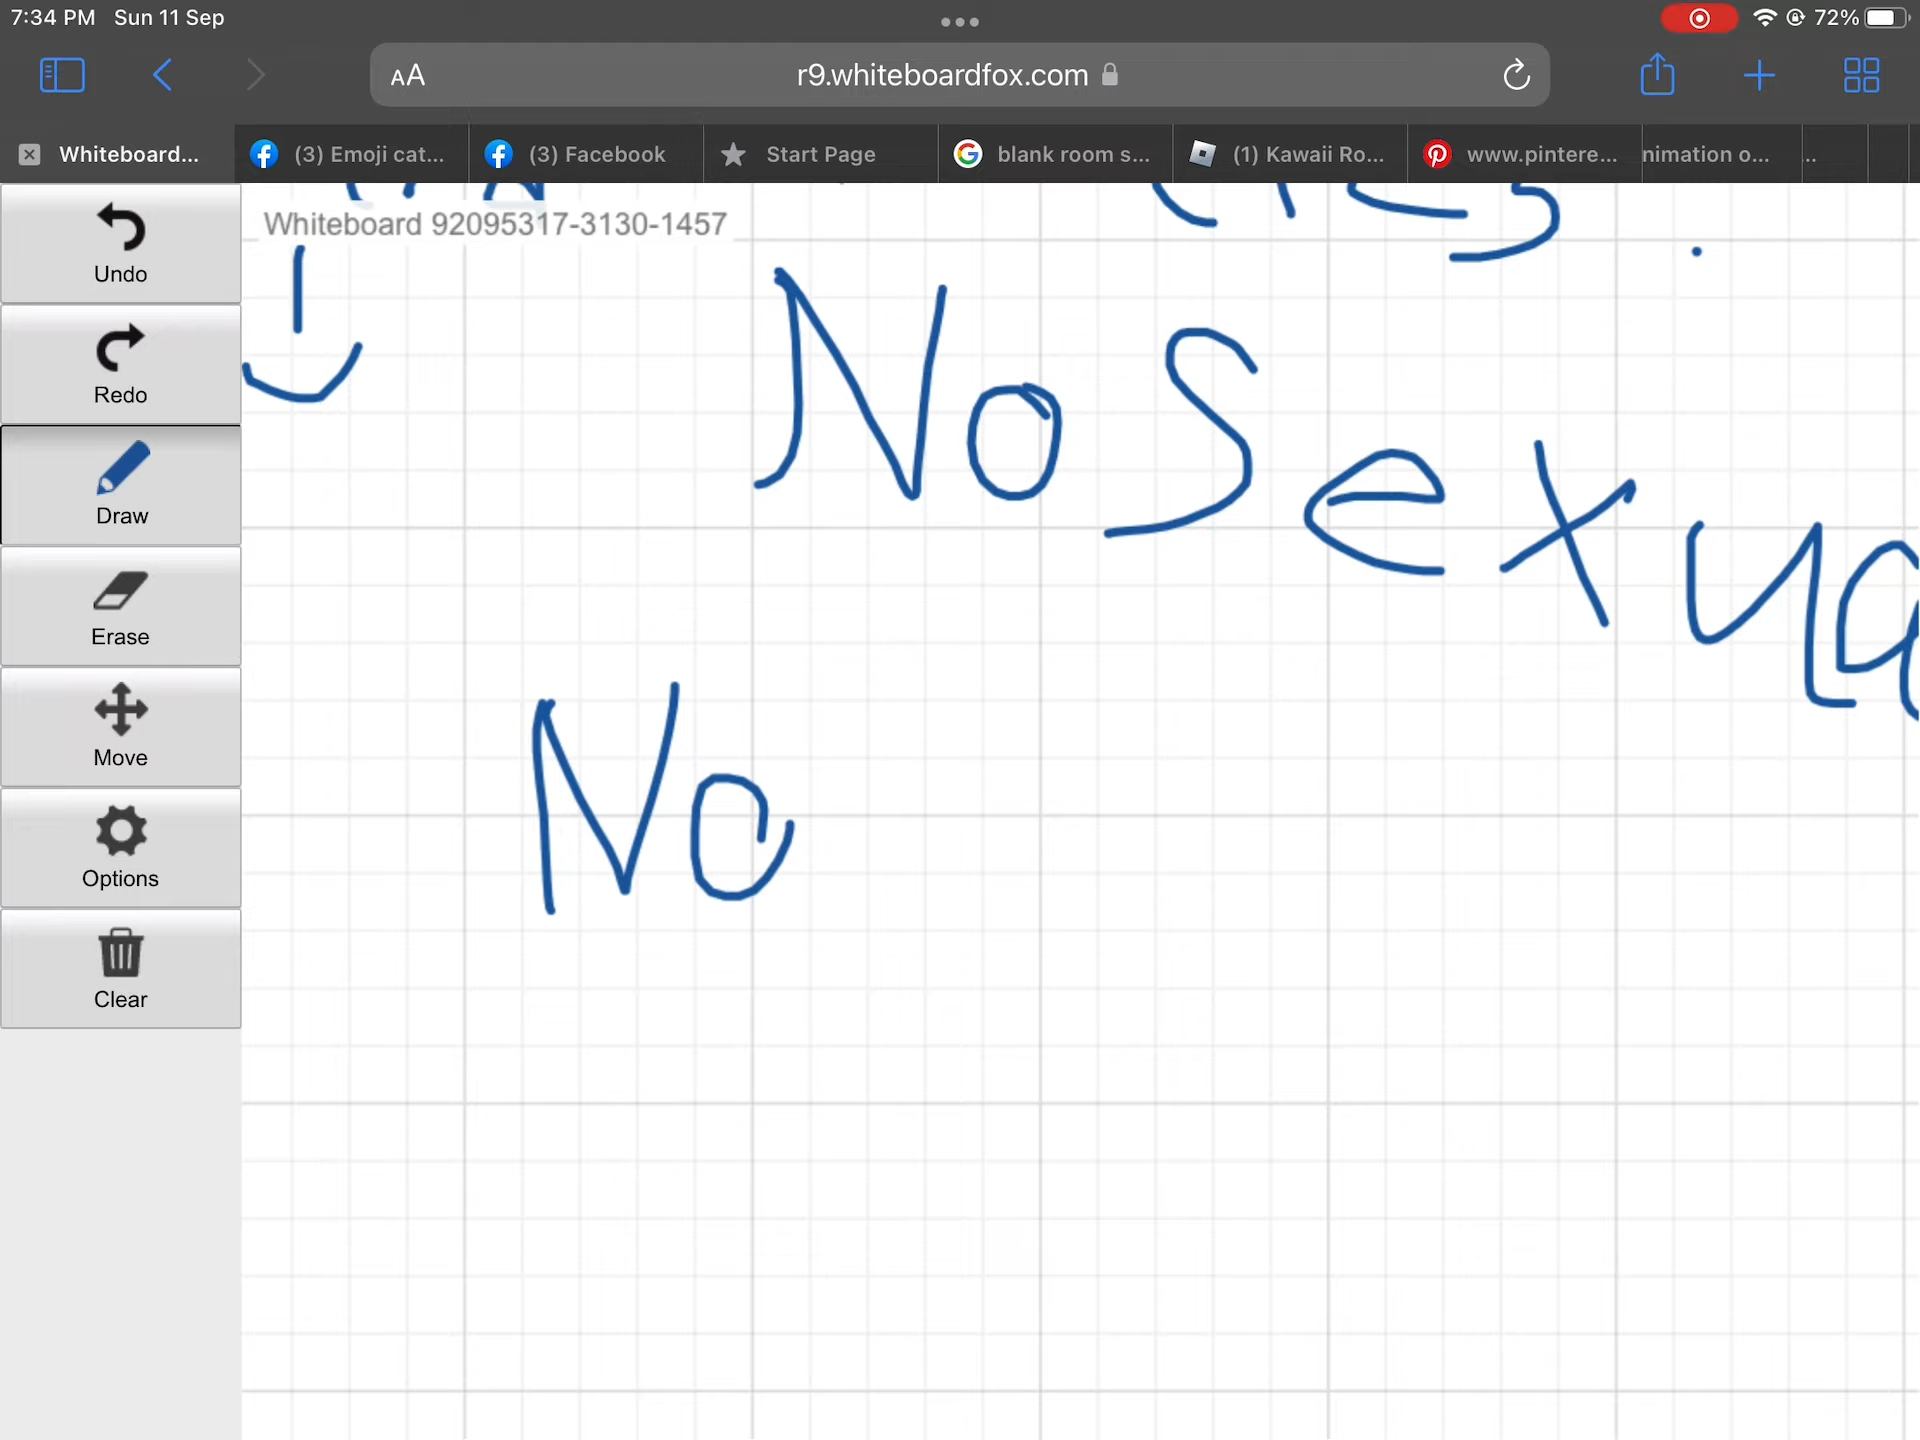 7:34 PM Sun 11 Sep 72%
AA r9.whiteboardfox.com
Whiteboard... (3) Emoji cat... (3) Facebook Start Page blank room s... (1) Kawaii Ro... www.pintere... nimation o... ..
Whiteboard 92095317-3130-1457
Undo
Redo
Draw
Erase
Move
Options
Clear
No Sexua
No